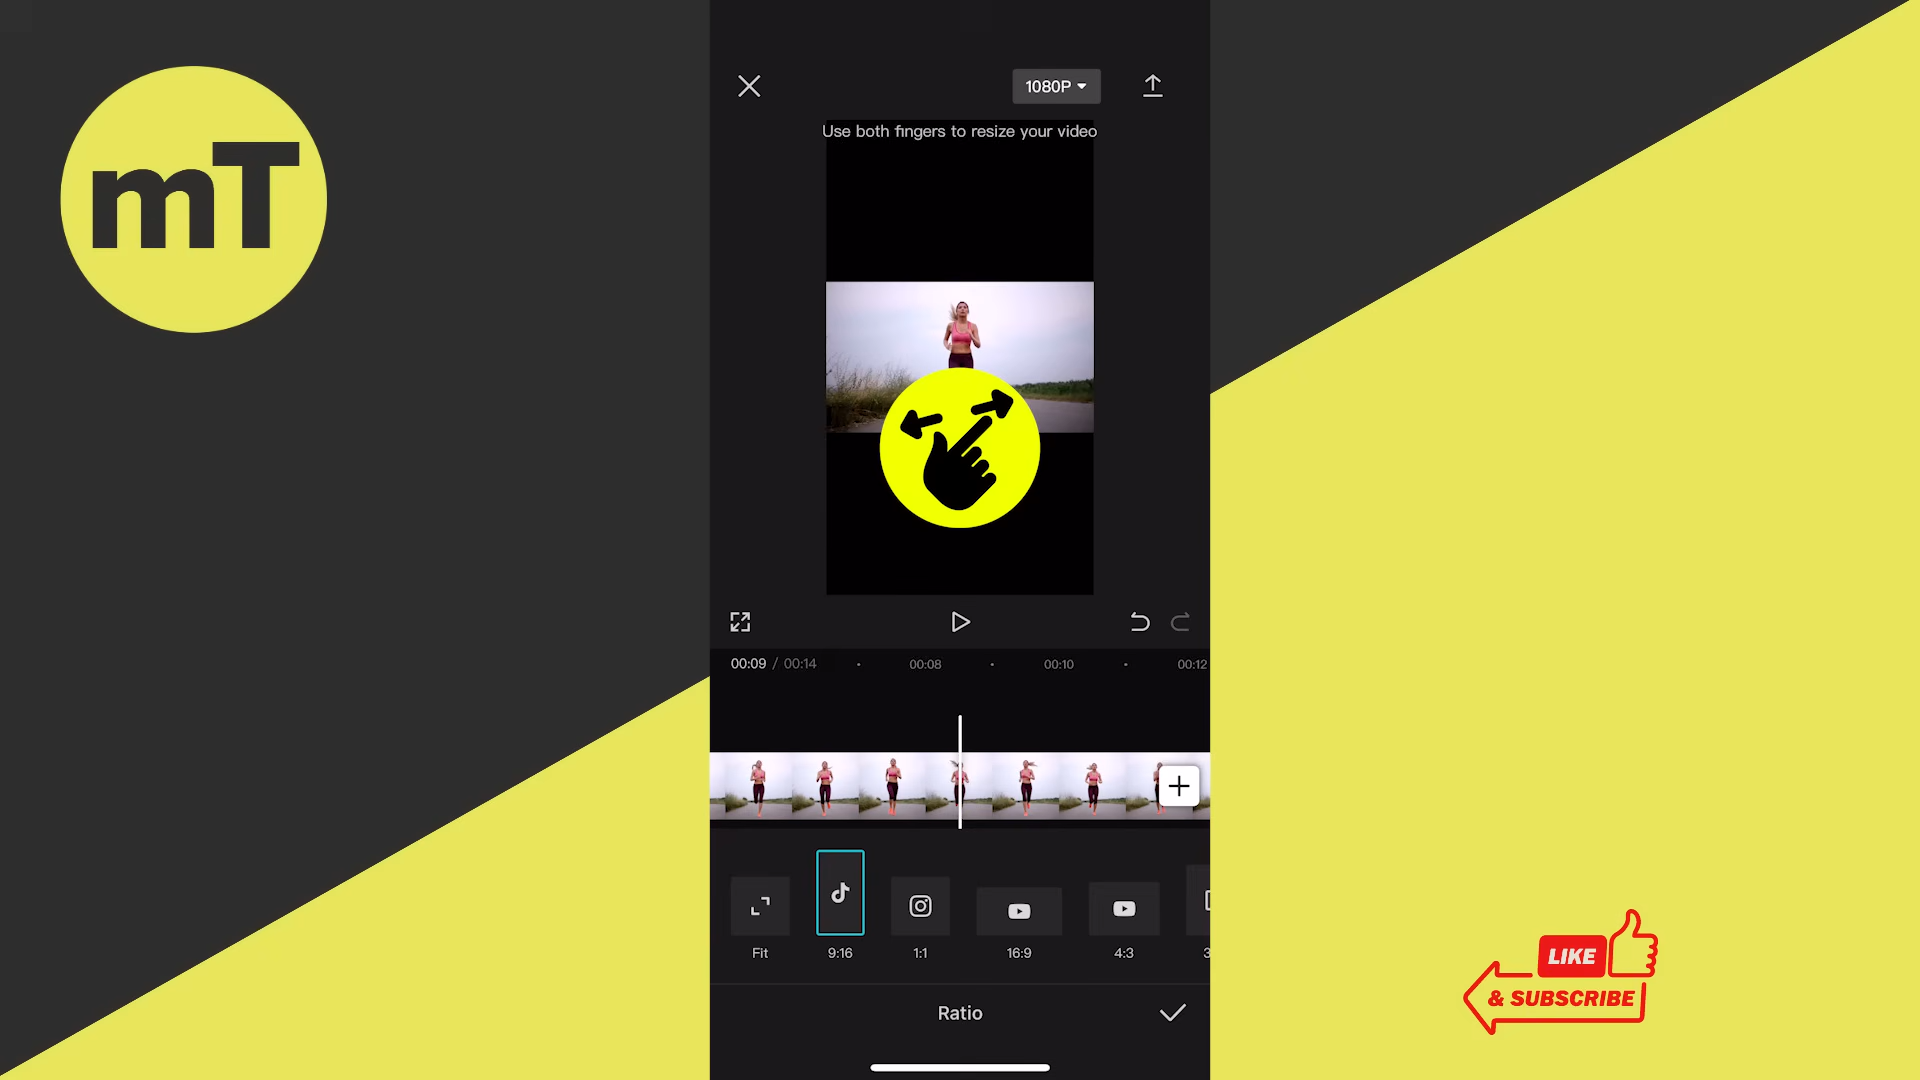 mT
1080P
Use both fingers to resize your video
00:09 / 00:14
00:08
00:10
00:12
Fit
9:16
1:1
16:9
4:3
3
Ratio
LIKE
& SUBSCRIBE